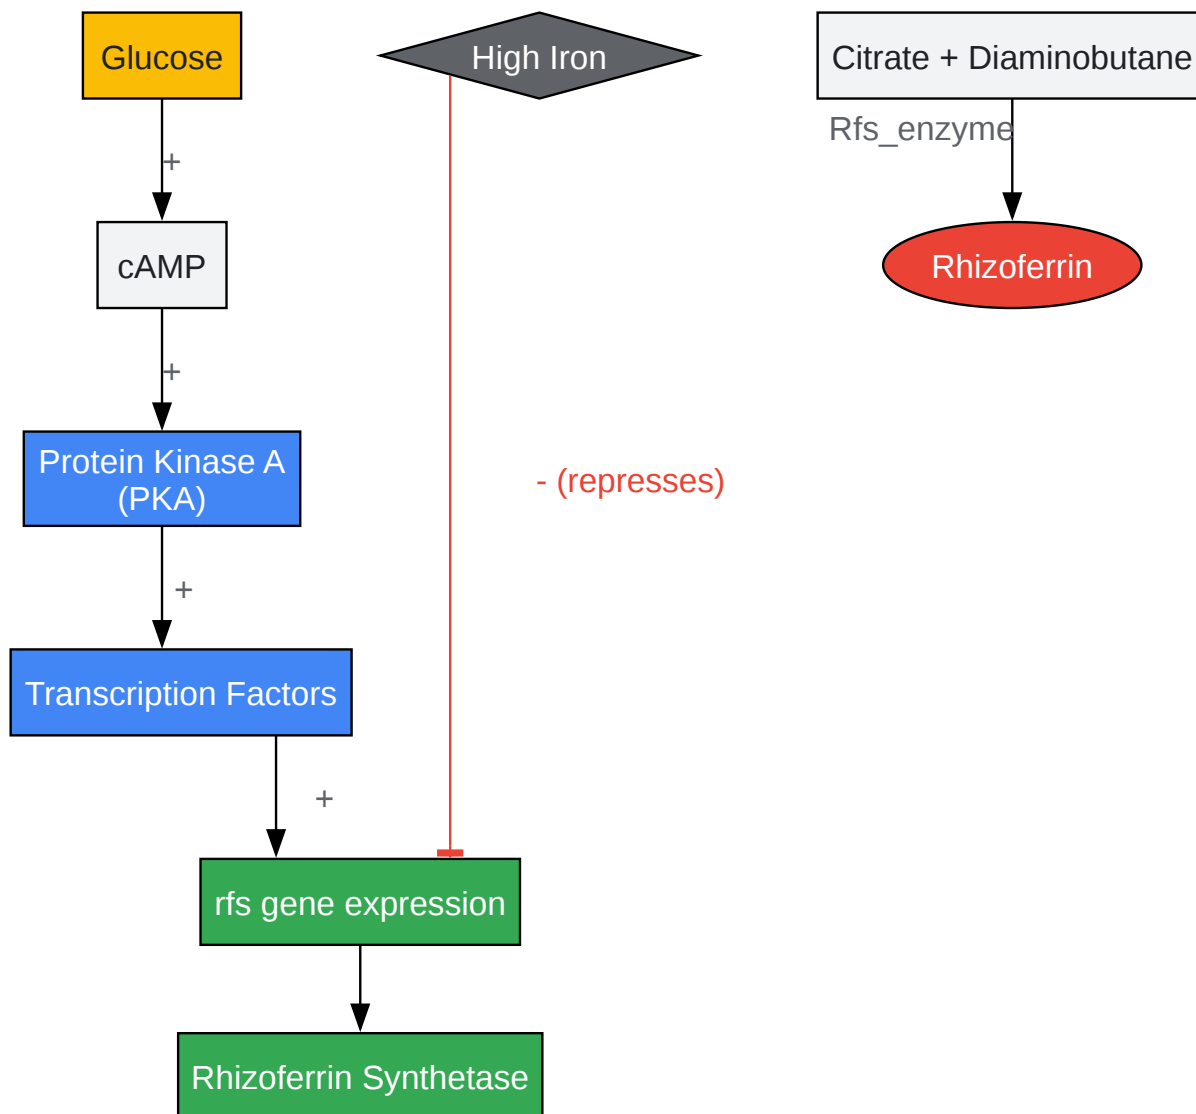 Glucose
High Iron
Citrate + Diaminobutane
Rfs_enzyme
+
cAMP
Rhizoferrin
+
Protein Kinase A
(PKA)
- (represses)
+
Transcription Factors
+
rfs gene expression
Rhizoferrin Synthetase